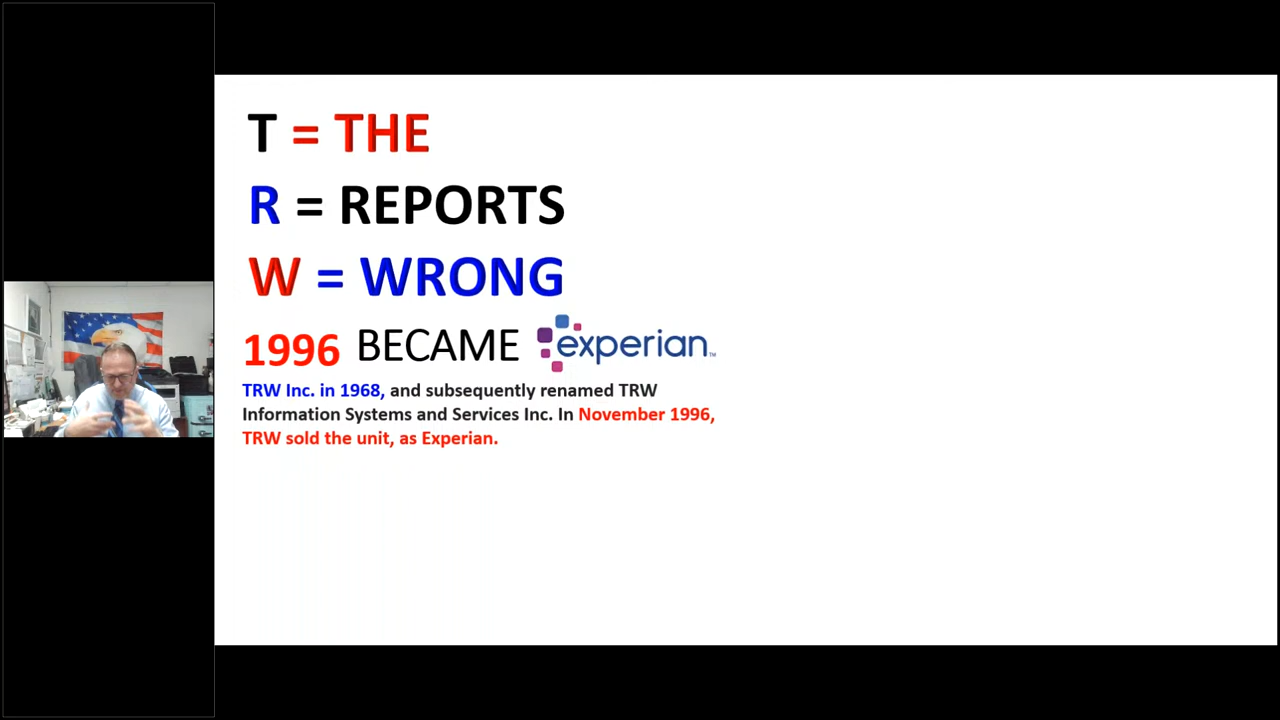 T = THE
R = REPORTS
W = WRONG
1996 BECAME experian™
TRW Inc. in 1968, and subsequently renamed TRW
Information Systems and Services Inc. In November 1996,
TRW sold the unit, as Experian.